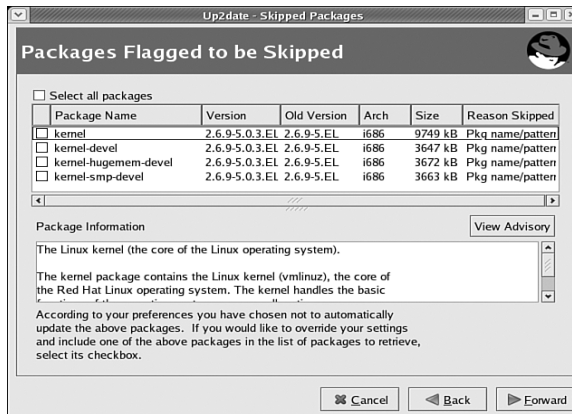 Up2date - Skipped Packages
Packages Flagged to be Skipped
Select all packages
Package Name Version Old Version Arch Size Reason Skipped
kernel 2.6.9-5.0.3.EL 2.6.9-5.EL i686 9749 kB Pkg name/pattern
kernel-devel 2.6.9-5.0.3.EL 2.6.9-5.EL i686 3647 kB Pkg name/pattern
kernel-hugemem-devel 2.6.9-5.0.3.EL 2.6.9-5.EL i686 3672 kB Pkg name/pattern
kernel-smp-devel 2.6.9-5.0.3.EL 2.6.9-5.EL i686 3663 kB Pkg name/pattern
Package Information
View Advisory
The Linux kernel (the core of the Linux operating system).
The kernel package contains the Linux kernel (vmlinuz), the core of
the Red Hat Linux operating system. The kernel handles the basic
According to your preferences you have chosen not to automatically
update the above packages. If you would like to override your settings
and include one of the above packages in the list of packages to retrieve,
select its checkbox.
Cancel Back Forward